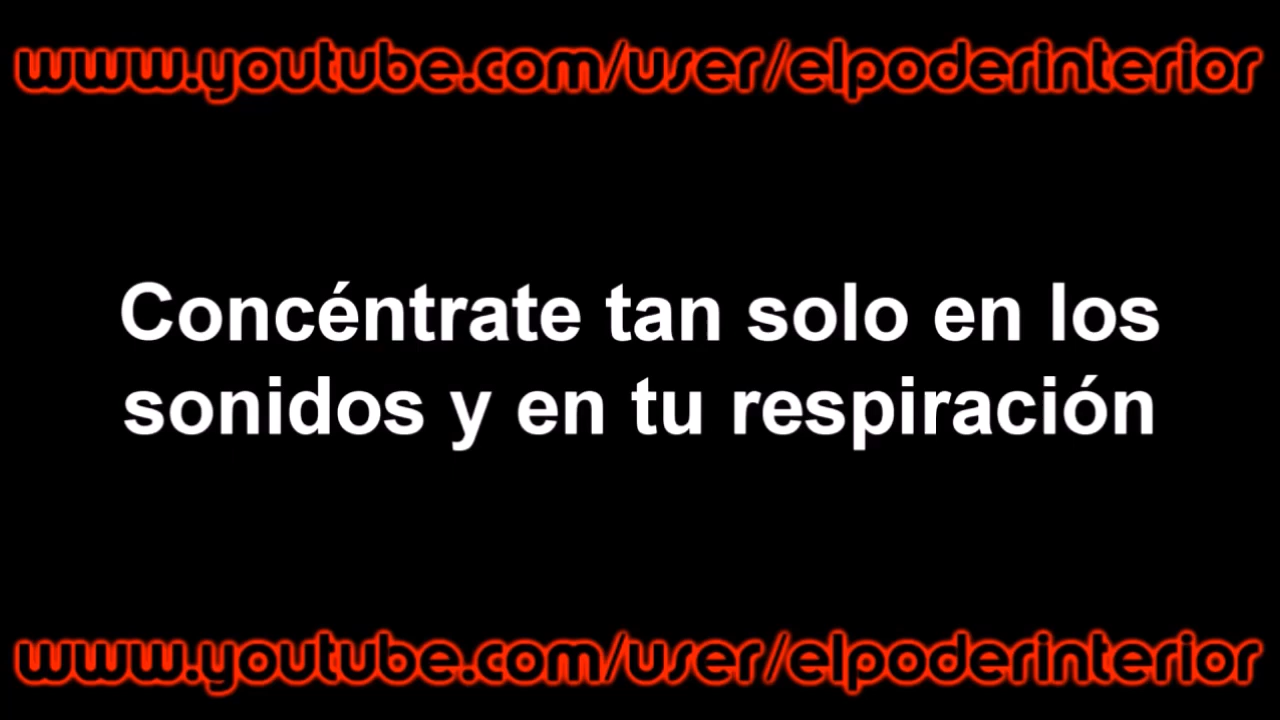 www.youtube.com/user/elpoderinterior
Concéntrate tan solo en los
sonidos y en tu respiración
www.youtube.com/user/elpoderinterior